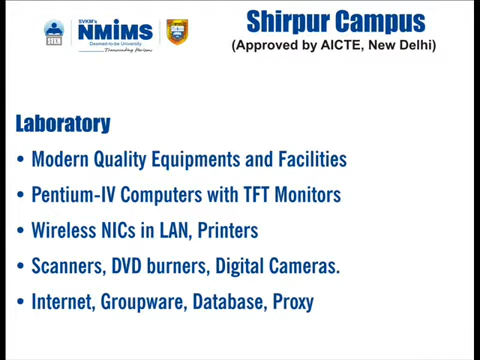 SVKM's
NMIMS
Deemed-to-be University
Transcending Horizons
Shirpur Campus
(Approved by AICTE, New Delhi)
Laboratory
• Modern Quality Equipments and Facilities
• Pentium-IV Computers with TFT Monitors
• Wireless NICs in LAN, Printers
• Scanners, DVD burners, Digital Cameras.
• Internet, Groupware, Database, Proxy